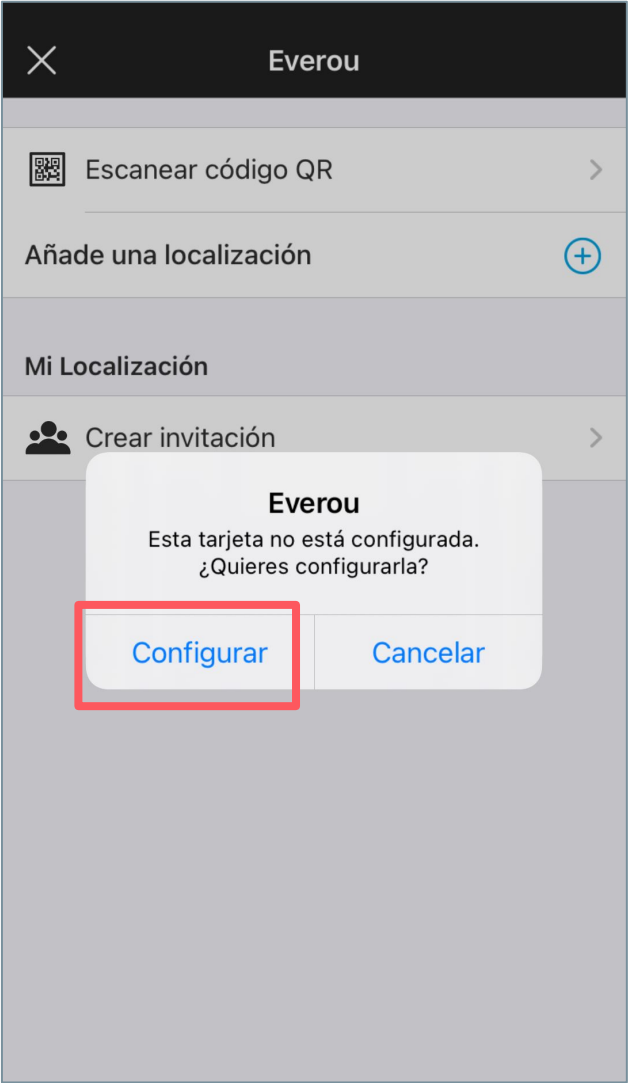 Everou
Escanear código QR
Añade una localización
Mi Localización
Crear invitación
Everou
Esta tarjeta no está configurada.
¿Quieres configurarla?
Configurar
Cancelar